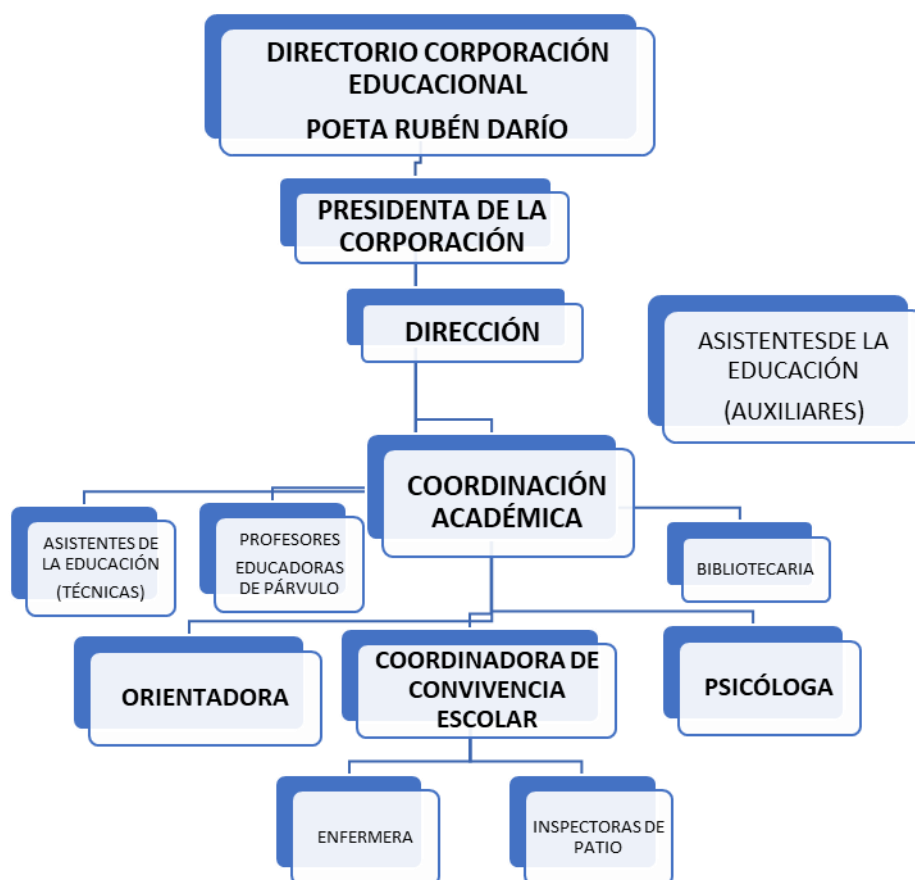 DIRECTORIO CORPORACIÓN
EDUCACIONAL
POETA RUBÉN DARÍO
PRESIDENTA DE LA
CORPORACIÓN
DIRECCIÓN
ASISTENTESDE LA
EDUCACIÓN
(AUXILIARES)
COORDINACIÓN
ACADÉMICA
ASISTENTES DE
LA EDUCACIÓN
(TÉCNICAS)
PROFESORES
EDUCADORAS
DE PÁRVULO
BIBLIOTECARIA
ORIENTADORA
COORDINADORA DE
CONVIVENCIA
ESCOLAR
PSICÓLOGA
ENFERMERA
INSPECTORAS DE
PATIO